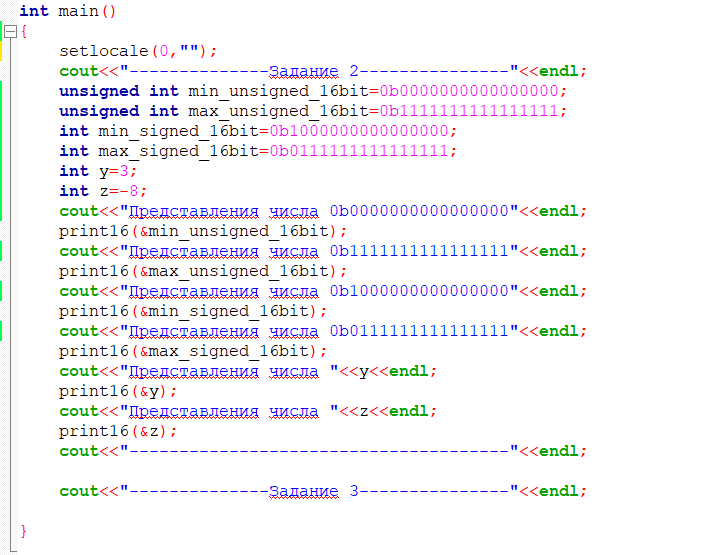 int main()
{
setlocale(0,"");
cout<<"--------------Задание 2---------------"<<endl;
unsigned int min_unsigned_16bit=0b0000000000000000;
unsigned int max_unsigned_16bit=0b1111111111111111;
int min_signed_16bit=0b1000000000000000;
int max_signed_16bit=0b0111111111111111;
int y=3;
int z=-8;
cout<<"Представления числа 0b0000000000000000"<<endl;
print16(&min_unsigned_16bit);
cout<<"Представления числа 0b1111111111111111"<<endl;
print16(&max_unsigned_16bit);
cout<<"Представления числа 0b1000000000000000"<<endl;
print16(&min_signed_16bit);
cout<<"Представления числа 0b0111111111111111"<<endl;
print16(&max_signed_16bit);
cout<<"Представления числа "<<y<<endl;
print16(&y);
cout<<"Представления числа "<<z<<endl;
print16(&z);
cout<<"--------------------------------------"<<endl;
cout<<"--------------Задание 3---------------"<<endl;
}